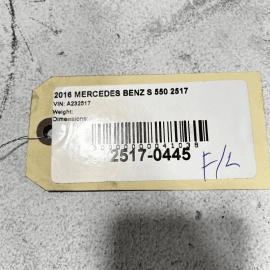 2016 MERCEDES BENZ S 550 2517
VIN: A232517
Weight:
Dimensions:
2517-0445
F/L